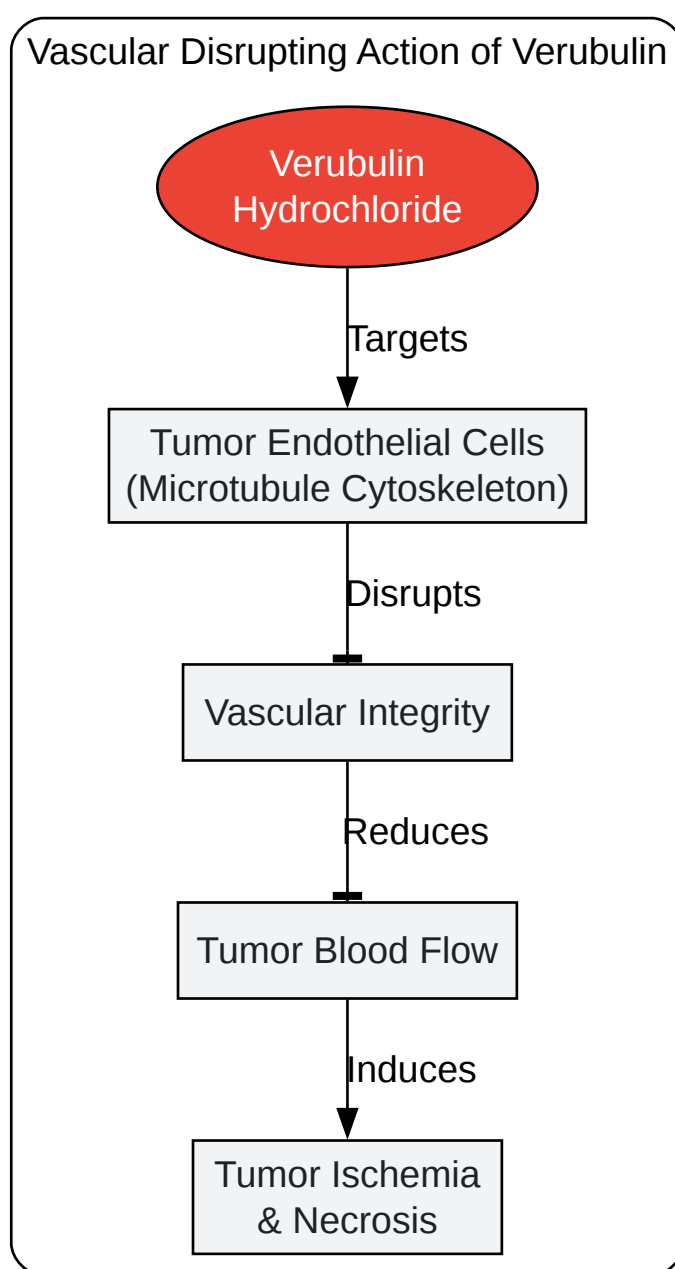 Vascular Disrupting Action of Verubulin
Verubulin
Hydrochloride
Targets
Tumor Endothelial Cells
(Microtubule Cytoskeleton)
Disrupts
Vascular Integrity
Reduces
Tumor Blood Flow
Induces
Tumor Ischemia
& Necrosis